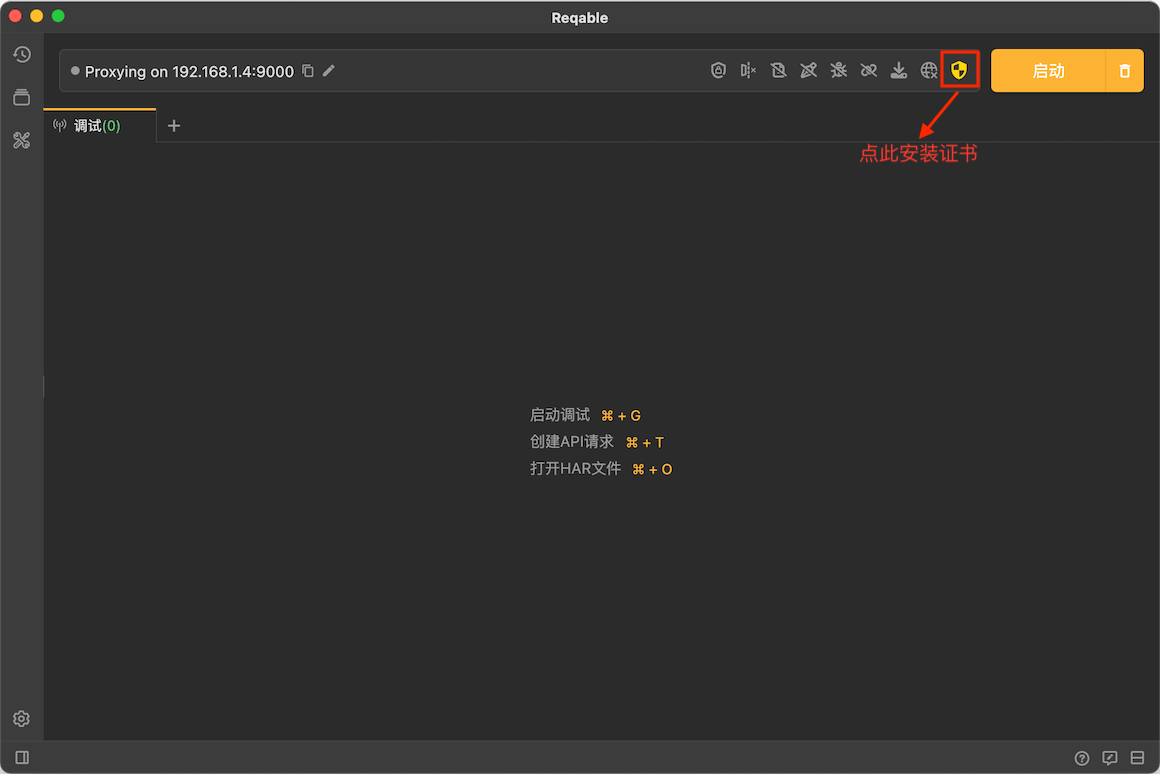 Reqable
Proxying on 192.168.1.4:9000
启动
调试(0)
点此安装证书
启动调试 ⌘ + G
创建API请求 ⌘ + T
打开HAR文件 ⌘ + O